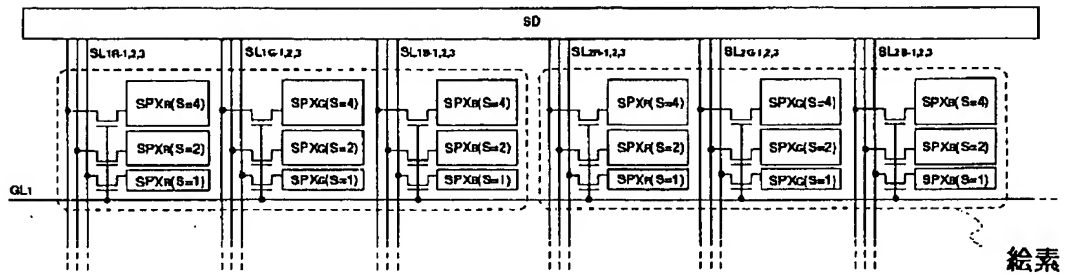 SD
SL1R-1,2,3 SL1G-1,2,3 SL1B-1,2,3 SL2R-1,2,3 SL2G-1,2,3 SL2B-1,2,3
SPXR(S=4) SPXG(S=4) SPXB(S=4) SPXR(S=4) SPXG(S=4) SPXB(S=4)
SPXR(S=2) SPXG(S=2) SPXB(S=2) SPXR(S=2) SPXG(S=2) SPXB(S=2)
GL1 SPXR(S=1) SPXG(S=1) SPXB(S=1) SPXR(S=1) SPXG(S=1) SPXB(S=1)
絵素